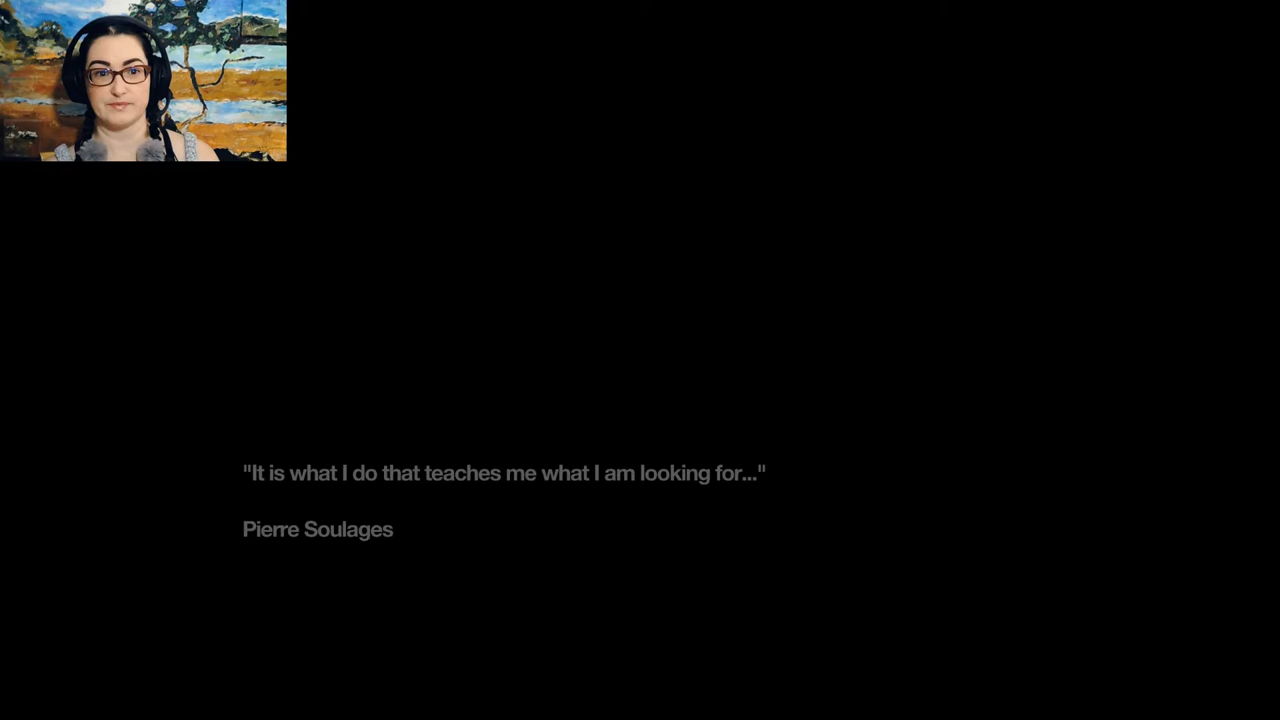 "It is what I do that teaches me what I am looking for..."
Pierre Soulages